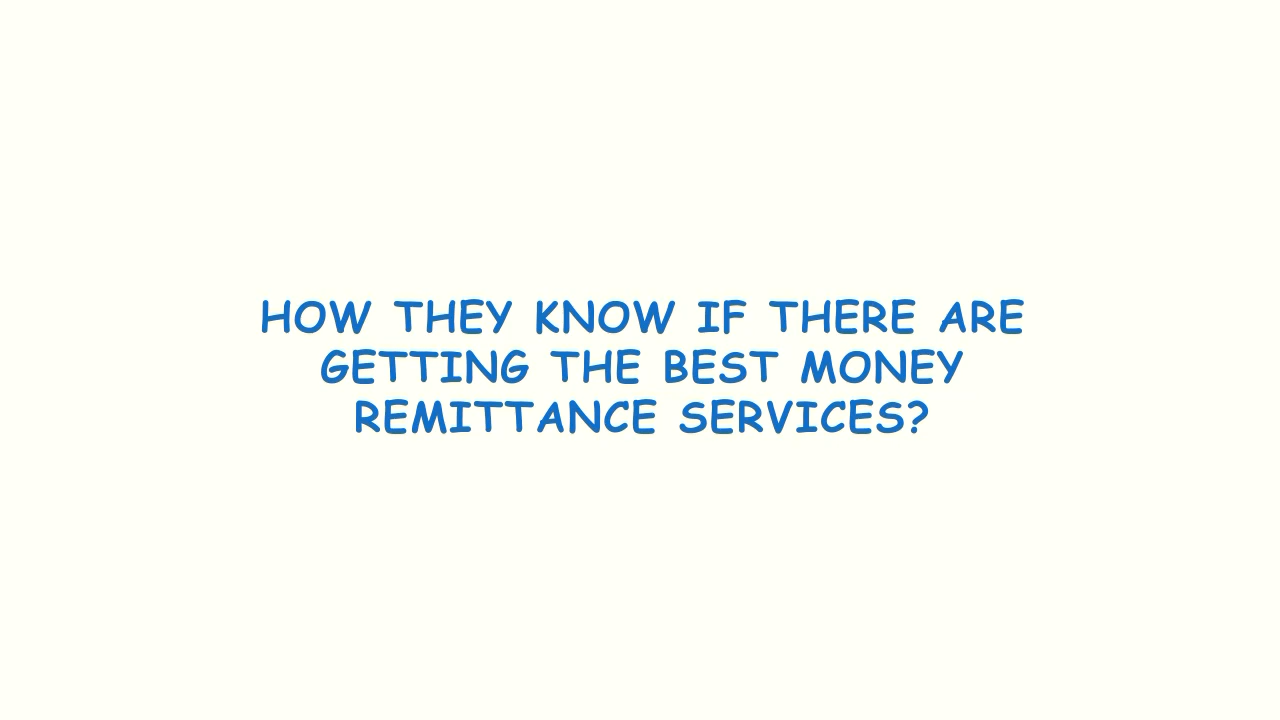 HOW THEY KNOW IF THERE ARE
GETTING THE BEST MONEY
REMITTANCE SERVICES?